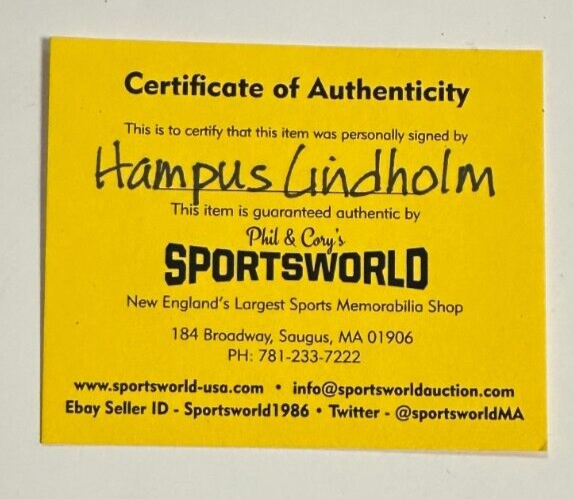 Certificate of Authenticity
This is to certify that this item was personally signed by
Hampus Lindholm
This item is guaranteed authentic by
Phil & Cory's
SPORTSWORLD
New England's Largest Sports Memorabilia Shop
184 Broadway, Saugus, MA 01906
PH: 781-233-7222
www.sportsworld-usa.com • info@sportsworldauction.com
Ebay Seller ID - Sportsworld1986 • Twitter - @sportsworldMA